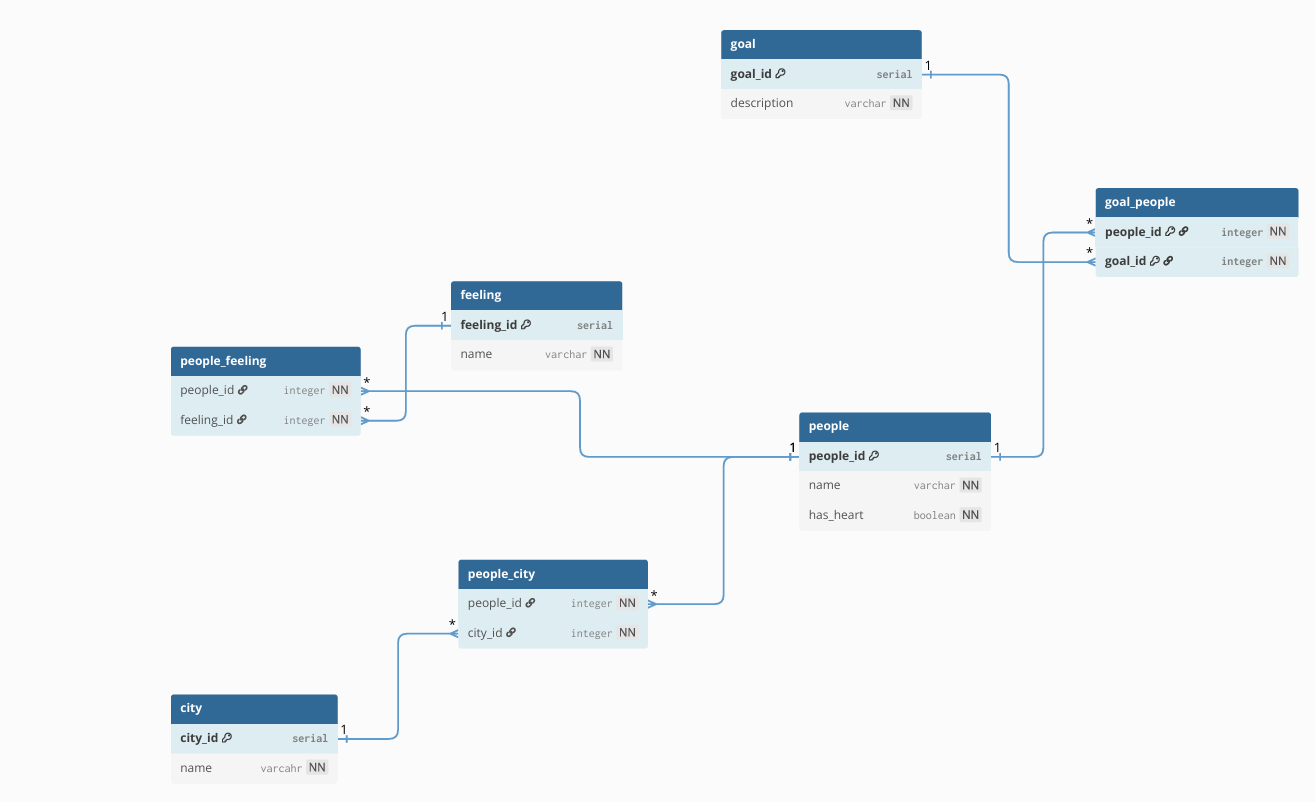 goal
goal_id serial
description varchar NN
1
goal_people
people_id integer NN
goal_id integer NN
*
*
feeling
feeling_id serial
name varchar NN
1
people_feeling
people_id integer NN
feeling_id integer NN
*
*
people
people_id serial
name varchar NN
has_heart boolean NN
1
1
people_city
people_id integer NN
city_id integer NN
*
*
city
city_id serial
name varcahr NN
1